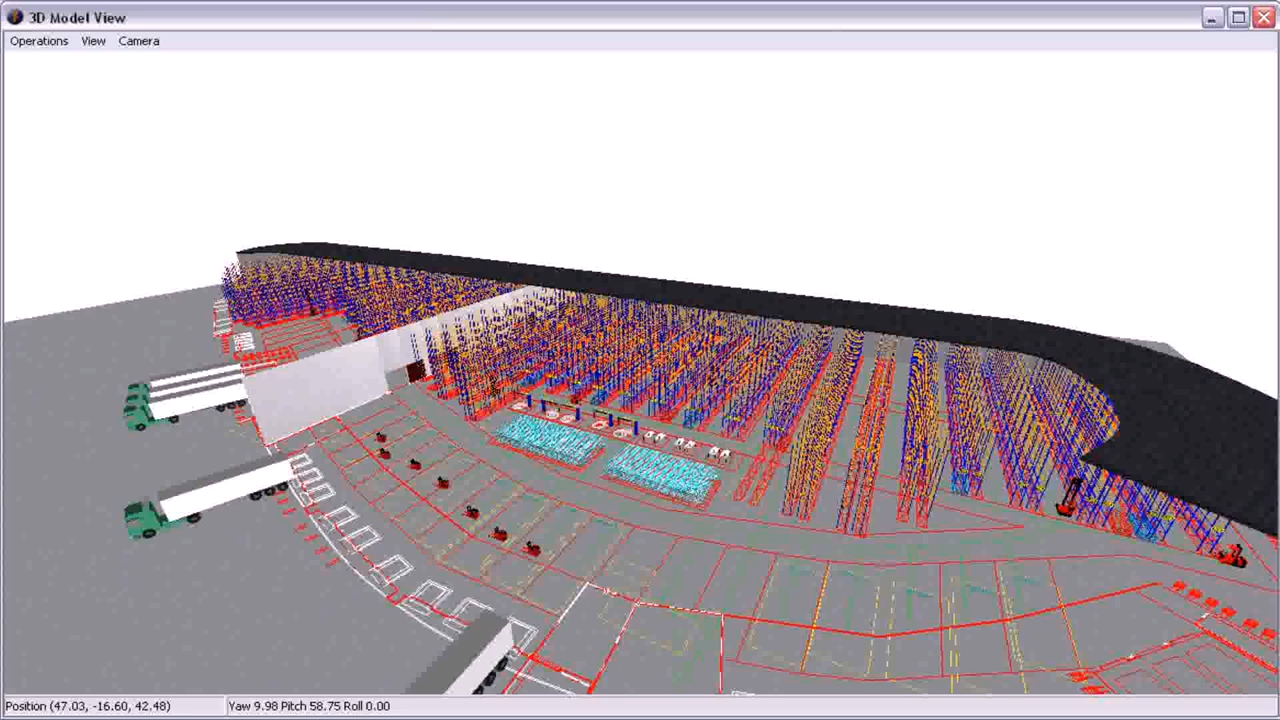 3D Model View
Operations View Camera
Position (47.03, -16.60, 42.48) Yaw 9.98 Pitch 58.75 Roll 0.00